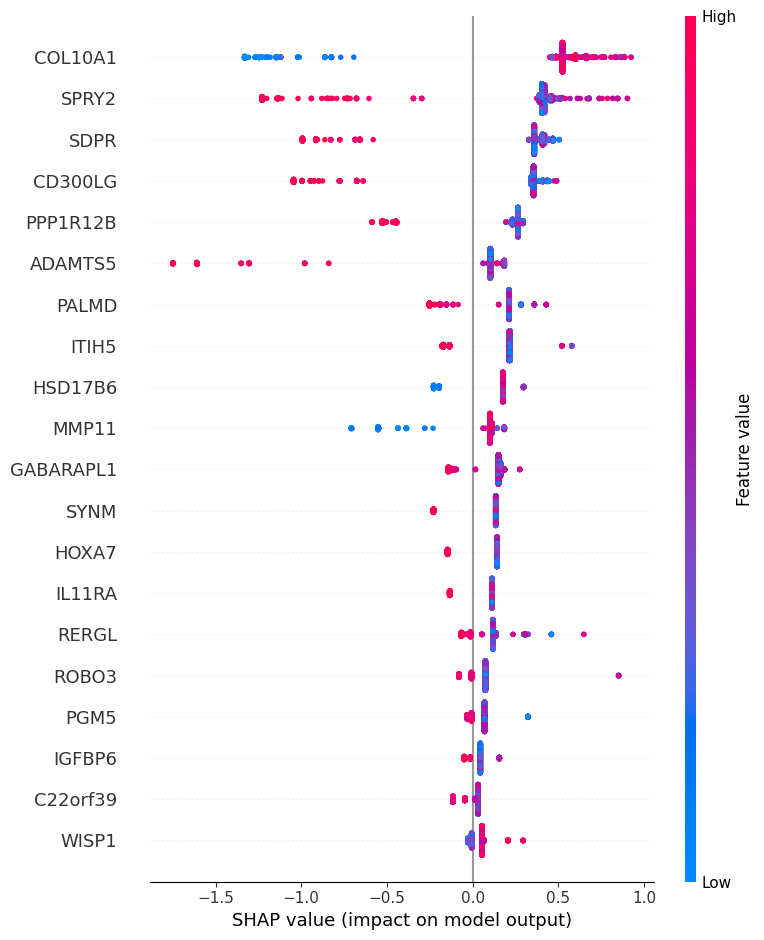 High
COL10A1
SPRY2
SDPR
CD300LG
PPP1R12B
ADAMTS5
PALMD
ITIH5
HSD17B6
MMP11
GABARAPL1
SYNM
HOXA7
IL11RA
RERGL
ROBO3
PGM5
IGFBP6
C22orf39
WISP1
Feature value
Low
−1.5 −1.0 −0.5 0.0 0.5 1.0
SHAP value (impact on model output)